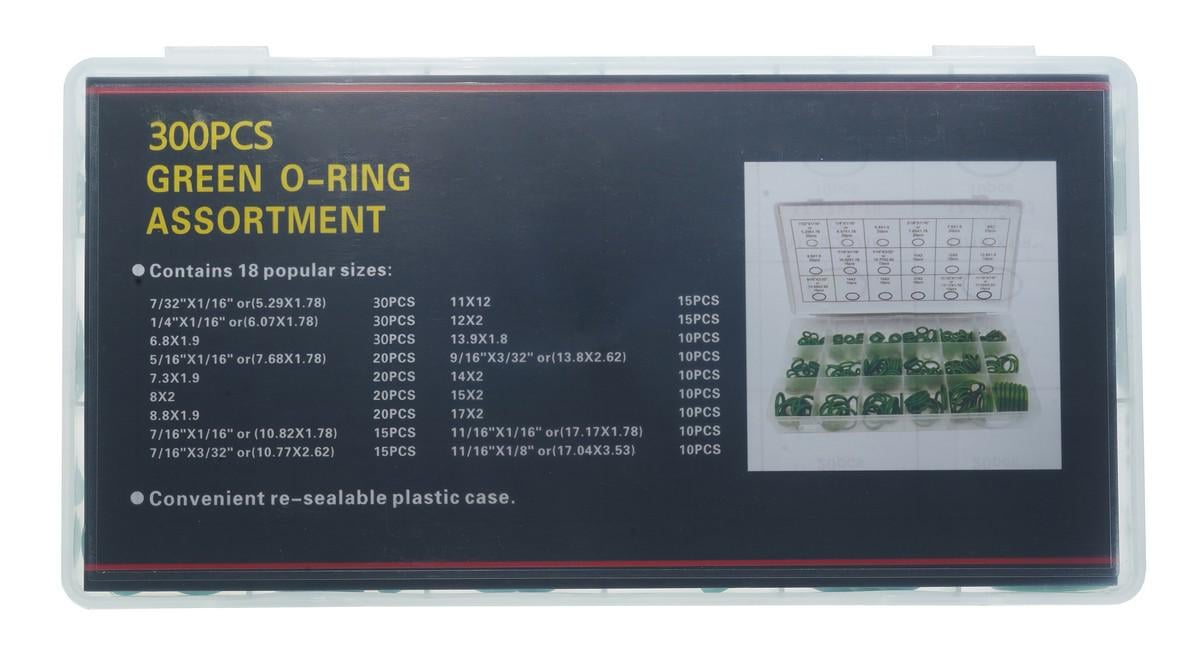 300PCS
GREEN O-RING
ASSORTMENT
Contains 18 popular sizes:
7/32"X1/16" or(5.29X1.78) 30PCS
1/4"X1/16" or(6.07X1.78) 30PCS
6.8X1.9 30PCS
5/16"X1/16" or(7.68X1.78) 20PCS
7.3X1.9 20PCS
8X2 20PCS
8.8X1.9 20PCS
7/16"X1/16" or (10.82X1.78) 15PCS
7/16"X3/32" or(10.77X2.62) 15PCS
11X12 15PCS
12X2 15PCS
13.9X1.8 10PCS
9/16"X3/32" or(13.8X2.62) 10PCS
14X2 10PCS
15X2 10PCS
17X2 10PCS
11/16"X1/16" or(17.17X1.78) 10PCS
11/16"X1/8" or(17.04X3.53) 10PCS
Convenient re-sealable plastic case.